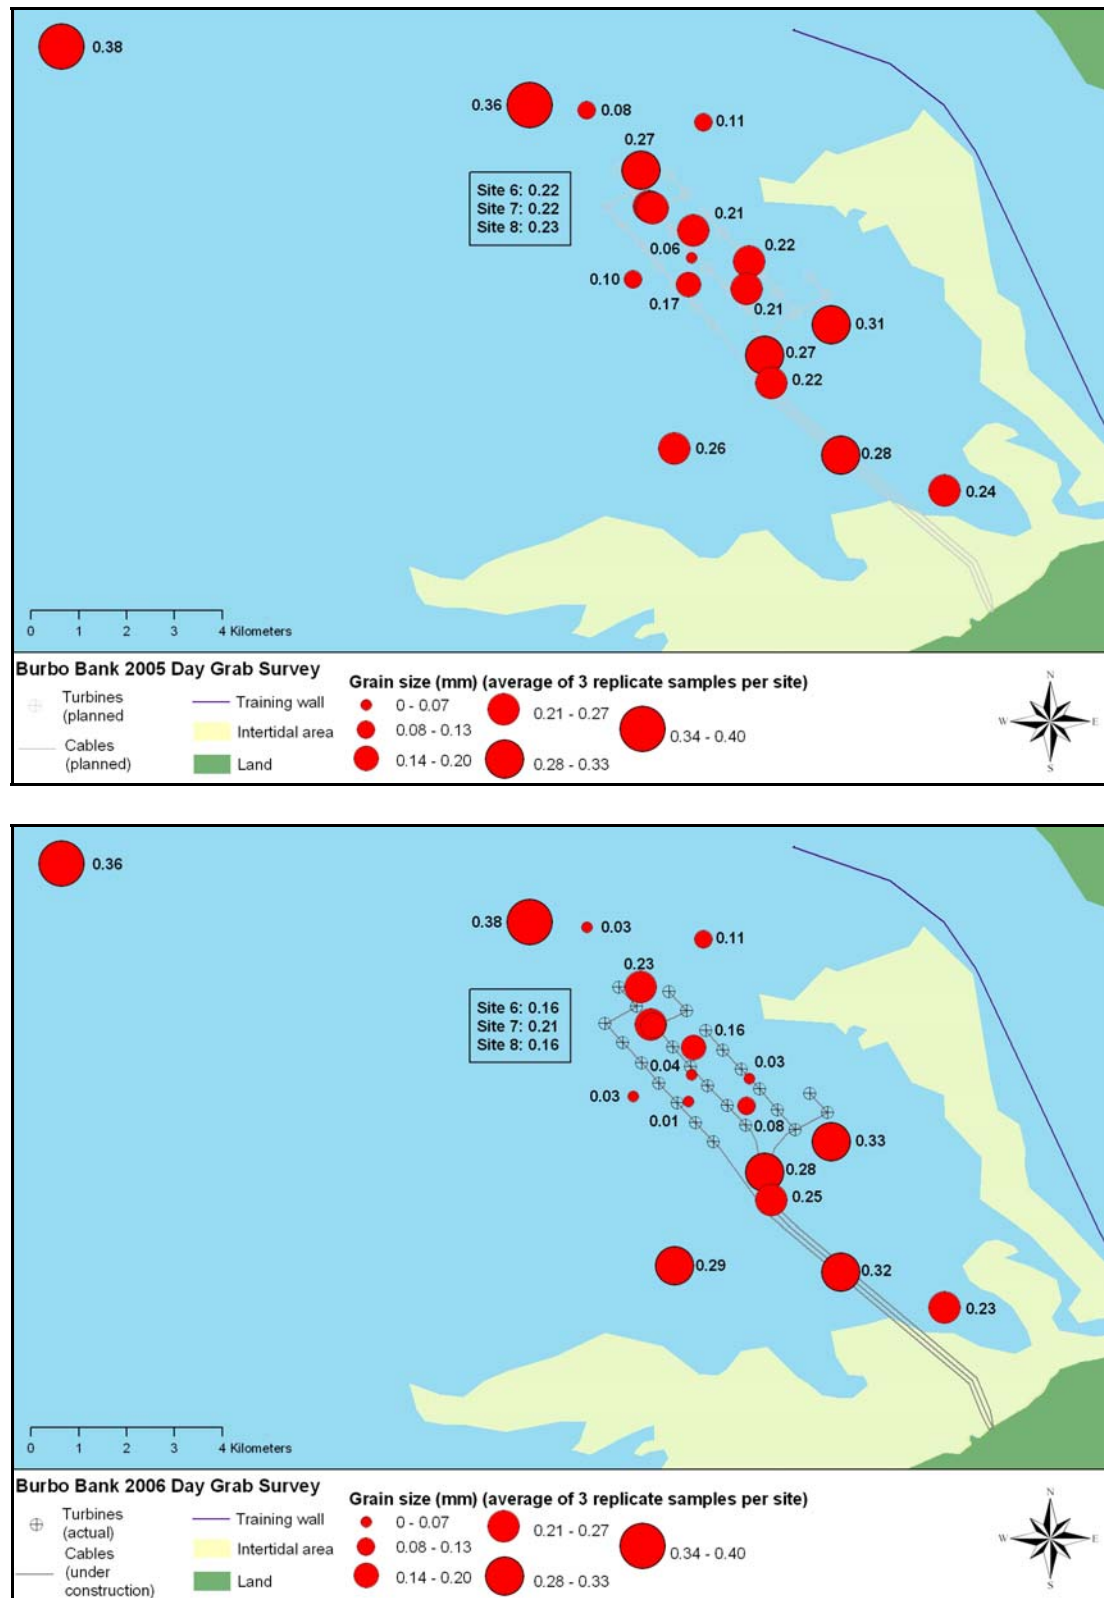 0.38
0.36
0.08
0.11
0.27
Site 6: 0.22
Site 7: 0.22
Site 8: 0.23
0.21
0.06
0.22
0.10
0.17
0.21
0.31
0.27
0.22
0.26
0.28
0.24
0 1 2 3 4 Kilometers
Burbo Bank 2005 Day Grab Survey
Turbines
(planned
Cables
(planned)
Training wall
Intertidal area
Land
Grain size (mm) (average of 3 replicate samples per site)
0 - 0.07
0.08 - 0.13
0.14 - 0.20
0.21 - 0.27
0.28 - 0.33
0.34 - 0.40
N
W E
S
0.36
0.38
0.03
0.11
0.23
Site 6: 0.16
Site 7: 0.21
Site 8: 0.16
0.16
0.04
0.03
0.03
0.01
0.08
0.33
0.28
0.25
0.29
0.32
0.23
0 1 2 3 4 Kilometers
Burbo Bank 2006 Day Grab Survey
Turbines
(actual)
Cables
(under
construction)
Training wall
Intertidal area
Land
Grain size (mm) (average of 3 replicate samples per site)
0 - 0.07
0.08 - 0.13
0.14 - 0.20
0.21 - 0.27
0.28 - 0.33
0.34 - 0.40
N
W E
S